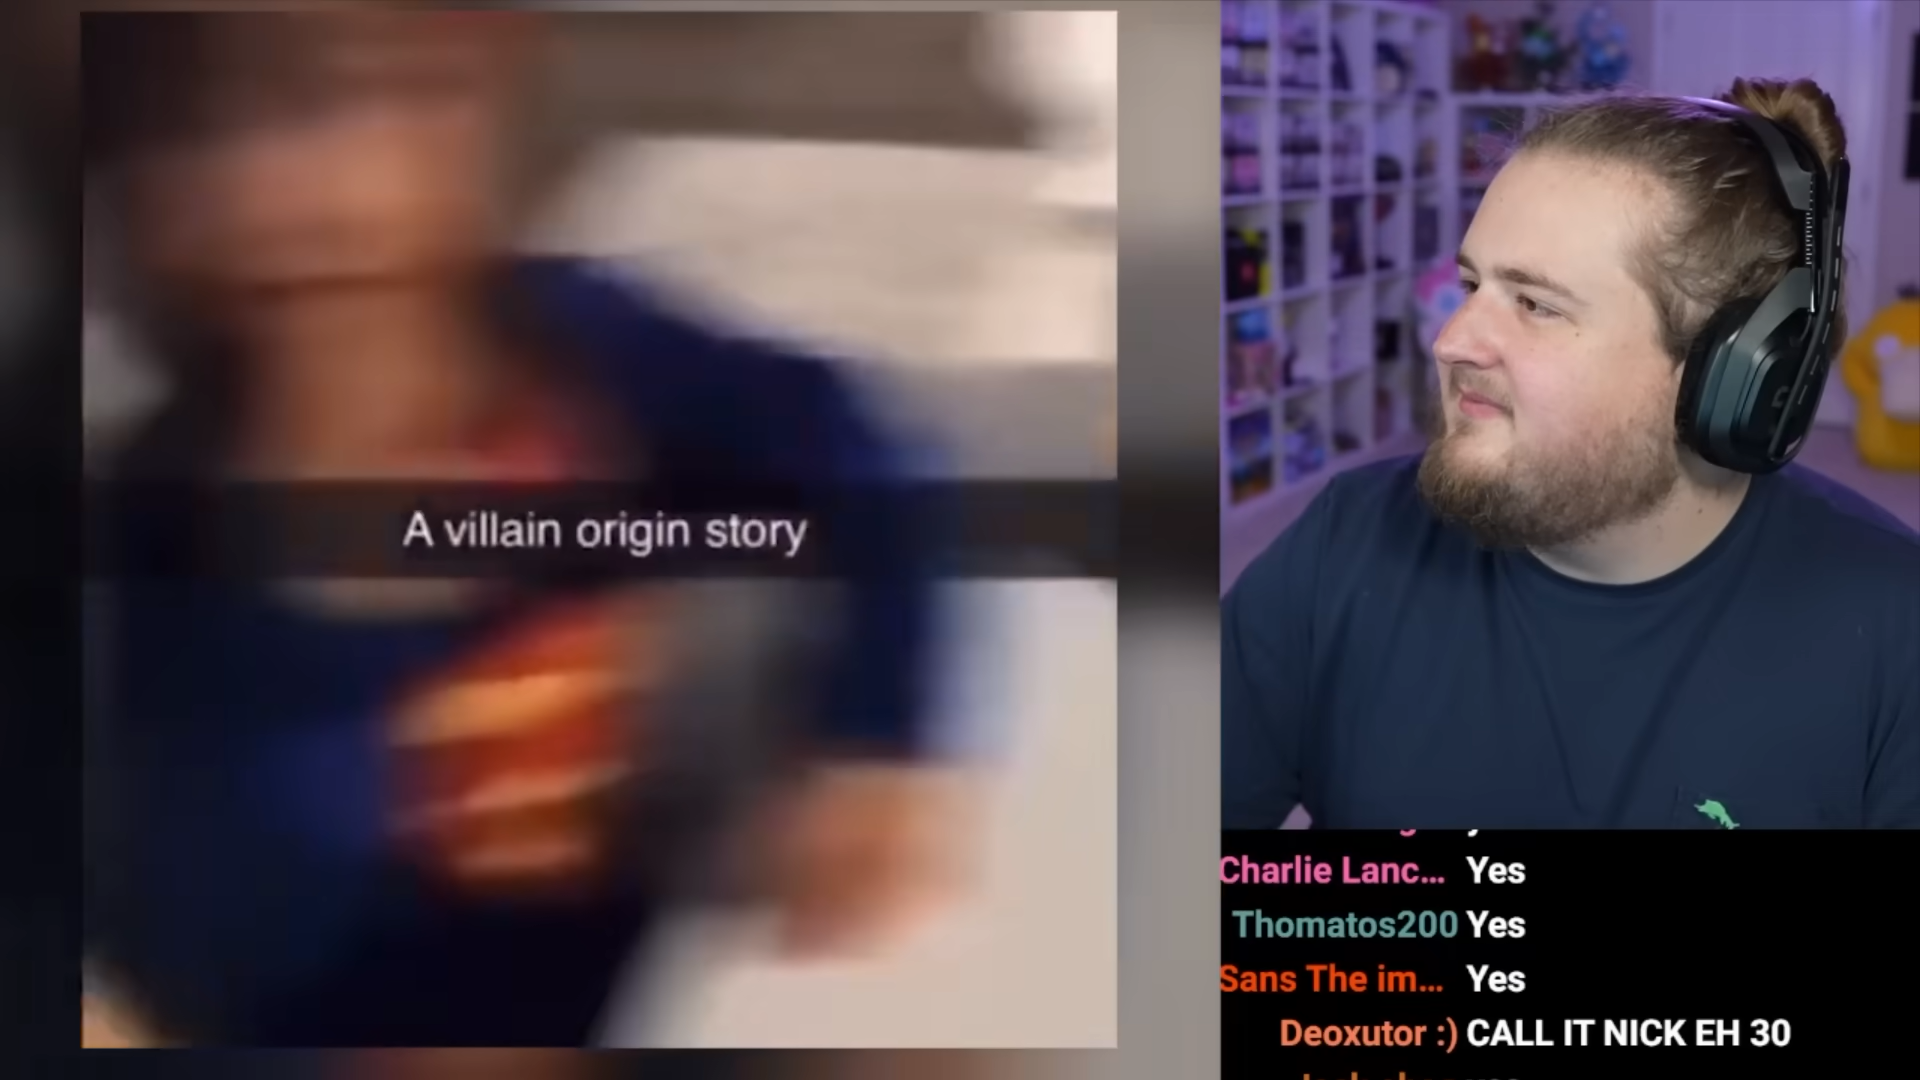 A villain origin story
Charlie Lanc... Yes
Thomatos200 Yes
Sans The im... Yes
Deoxutor :) CALL IT NICK EH 30